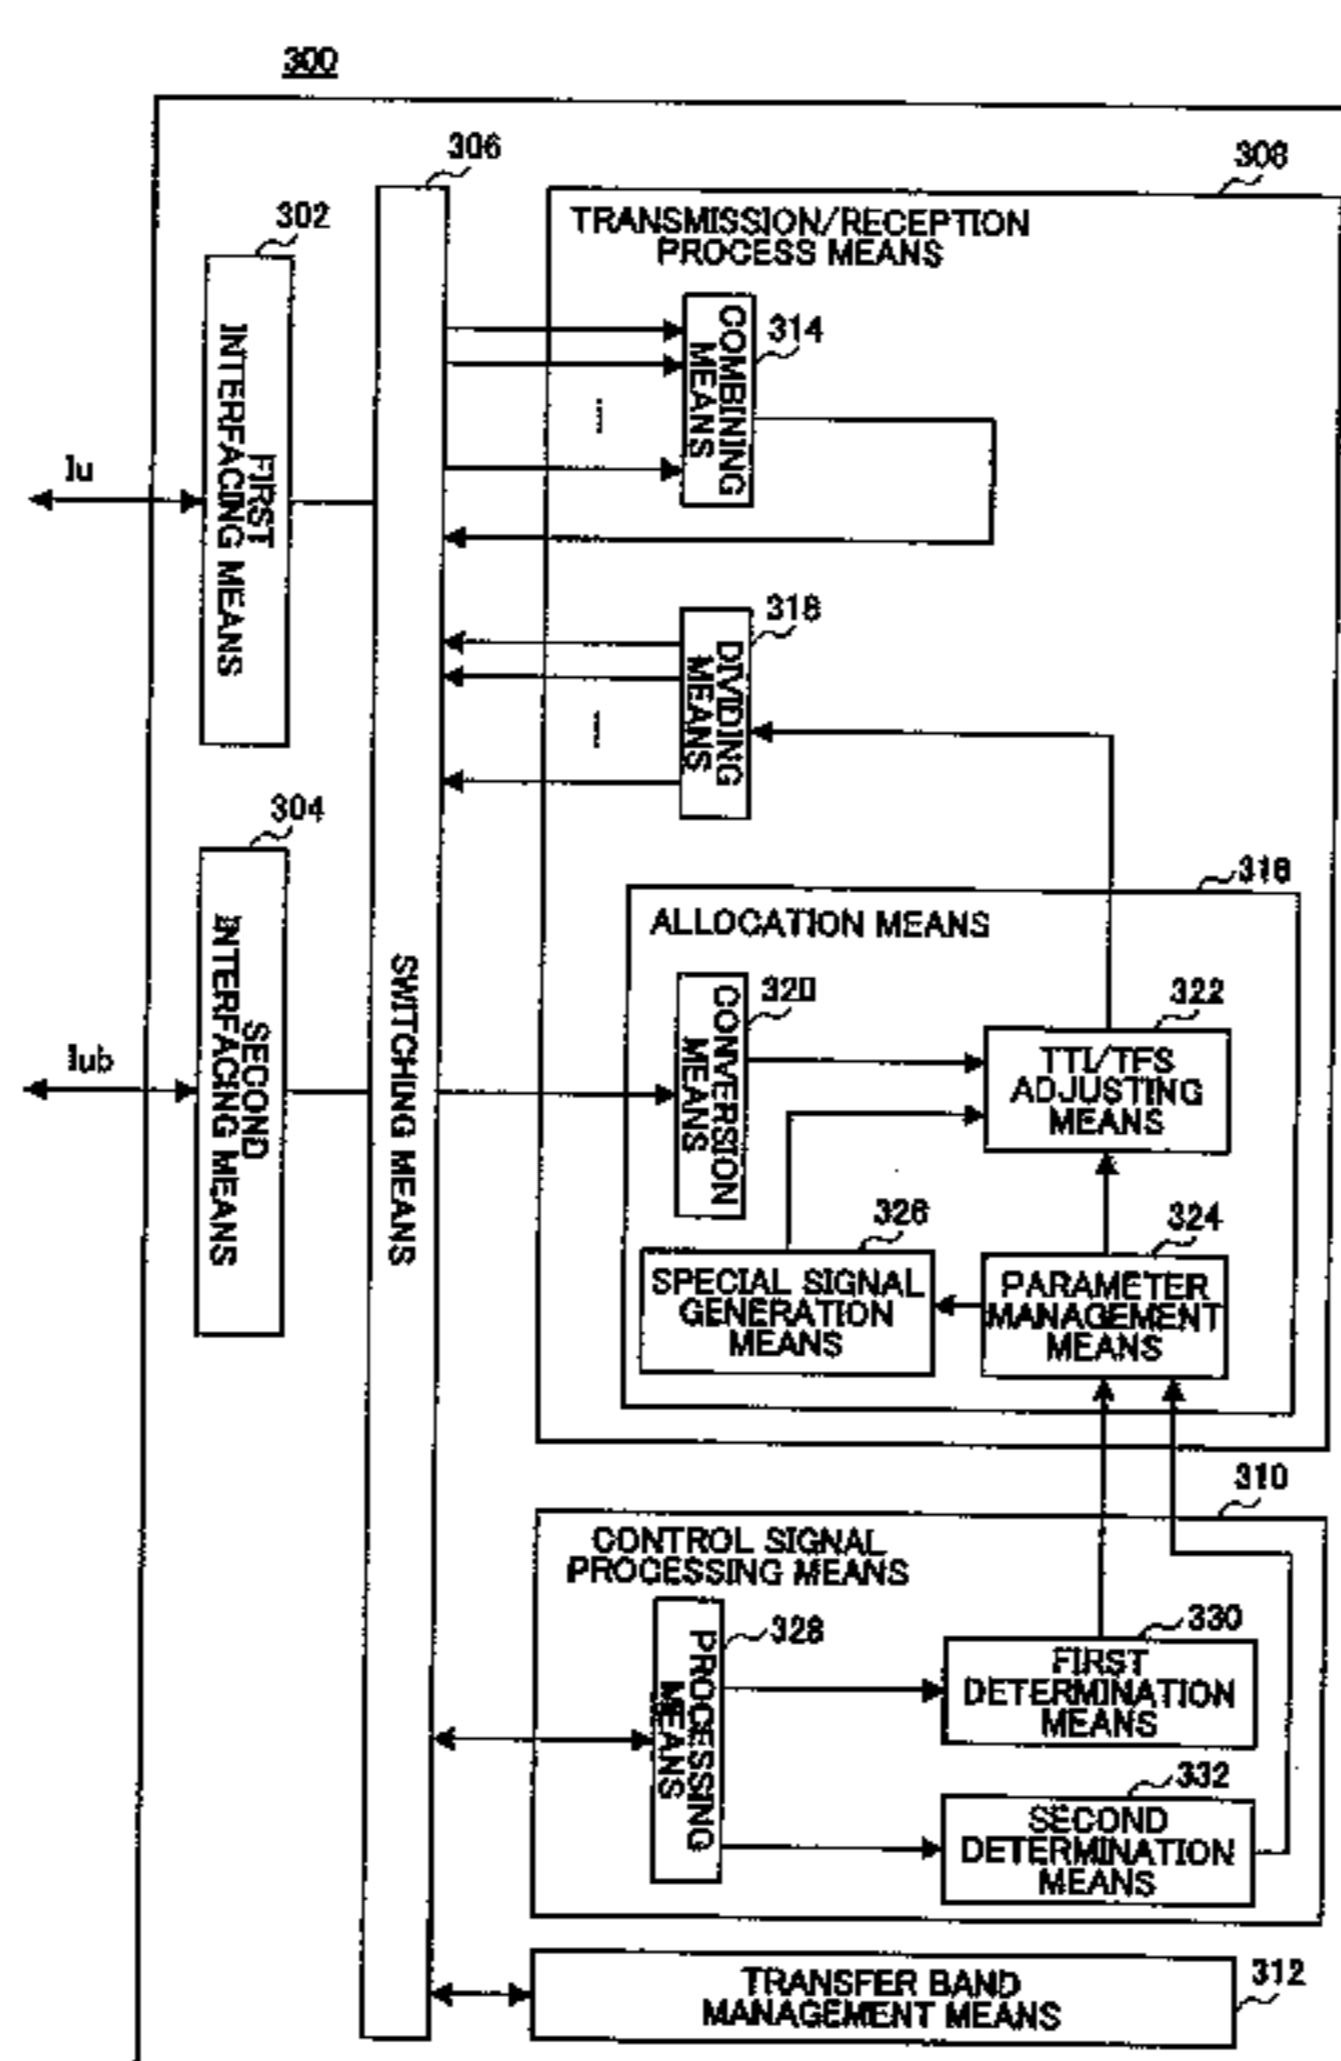 300
306
308
302
TRANSMISSION/RECEPTION
PROCESS MEANS
COMBINING
MEANS
314
FIRST
INTERFACING MEANS
Iu
318
DIVIDING
MEANS
304
316
ALLOCATION MEANS
CONVERSION
MEANS
320
322
TTI/TFS
ADJUSTING
MEANS
SECOND
INTERFACING MEANS
Iub
SWITCHING MEANS
326
324
SPECIAL SIGNAL
GENERATION
MEANS
PARAMETER
MANAGEMENT
MEANS
310
CONTROL SIGNAL
PROCESSING MEANS
PROCESSING
MEANS
328
330
FIRST
DETERMINATION
MEANS
332
SECOND
DETERMINATION
MEANS
TRANSFER BAND
MANAGEMENT MEANS
312